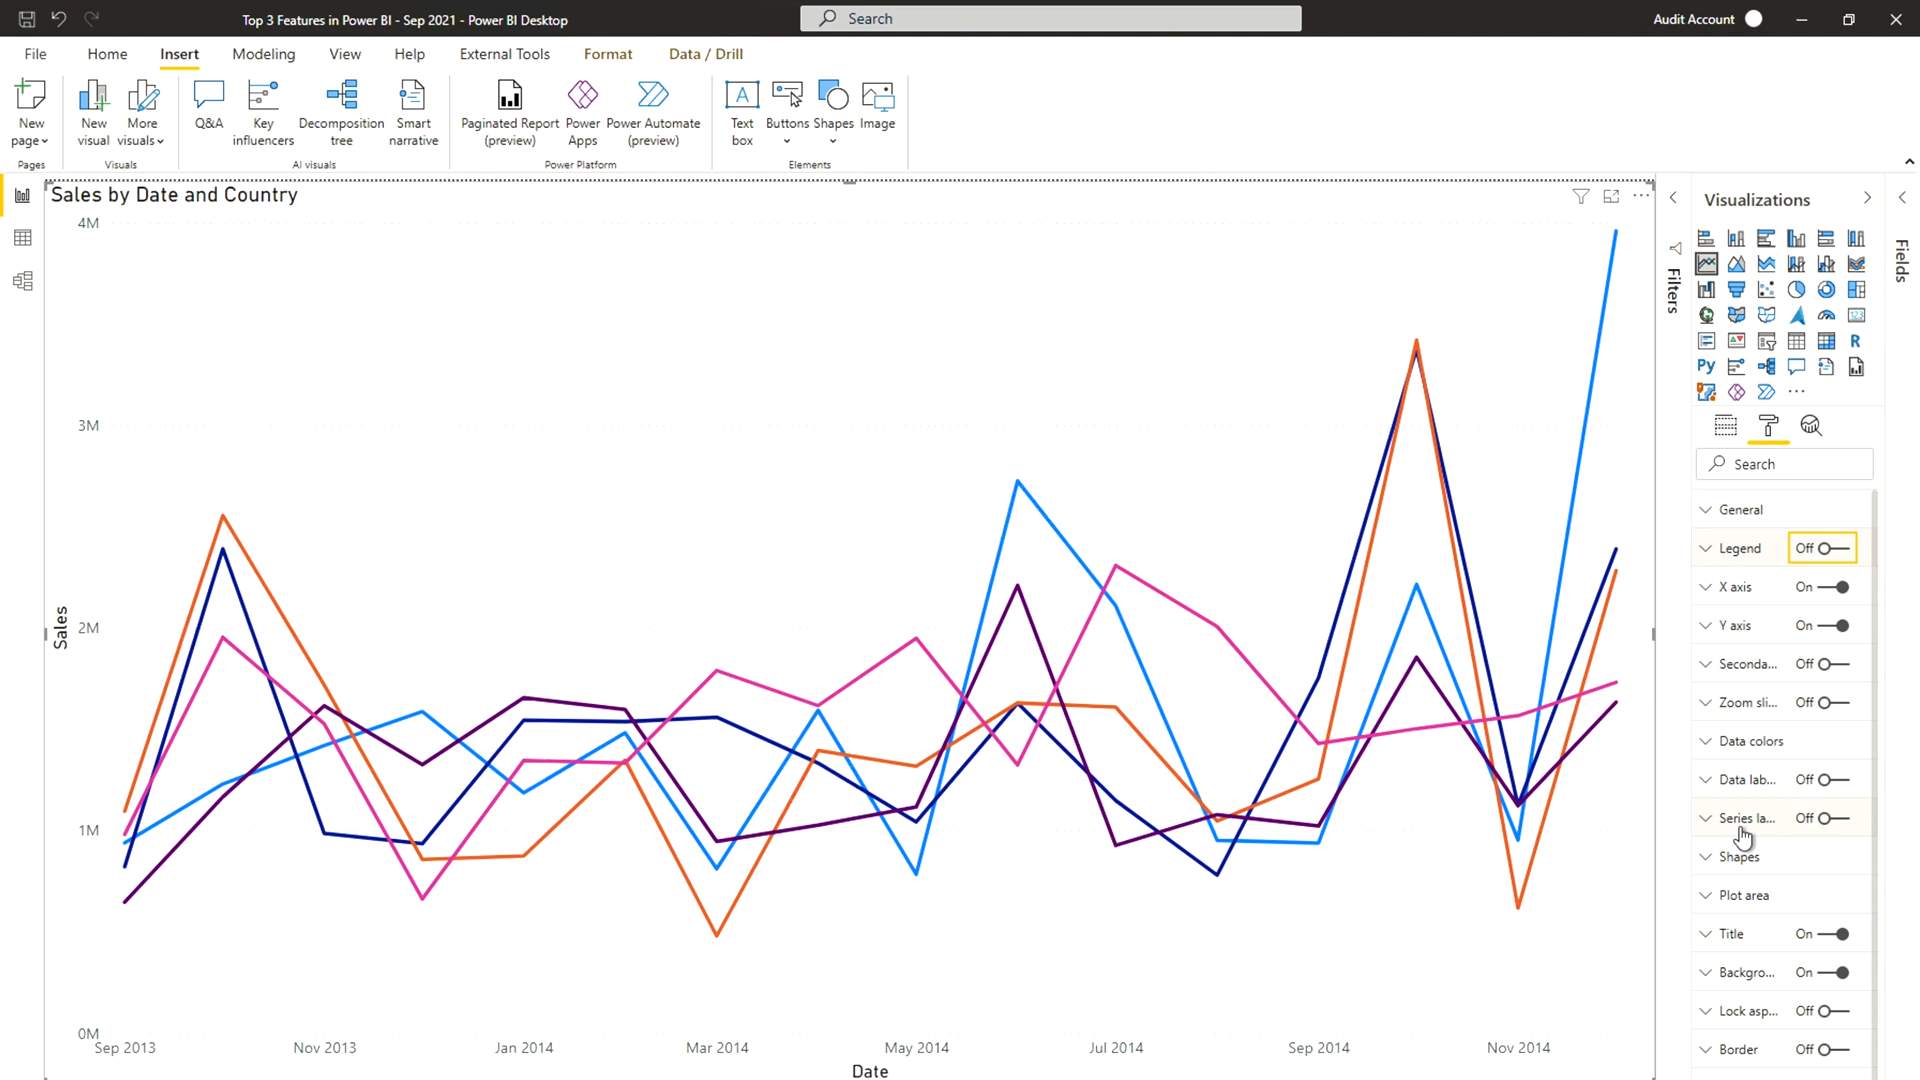 Top 3 Features in Power BI - Sep 2021 - Power BI Desktop
Search
Audit Account
File
Home
Insert
Modeling
View
Help
External Tools
Format
Data / Drill
New page
New visual
More visuals
Q&A
Key influencers
Decomposition tree
Smart narrative
Paginated Report (preview)
Power Apps
Power Automate (preview)
Text box
Buttons
Shapes
Image
Pages
Visuals
AI visuals
Power Platform
Elements
Sales by Date and Country
4M
3M
2M
1M
0M
Sales
Sep 2013
Nov 2013
Jan 2014
Mar 2014
May 2014
Jul 2014
Sep 2014
Nov 2014
Date
Filters
Visualizations
Fields
123
R
Py
Search
General
Legend Off
X axis On
Y axis On
Seconda... Off
Zoom sli... Off
Data colors
Data lab... Off
Series la... Off
Shapes
Plot area
Title On
Backgro... On
Lock asp... Off
Border Off